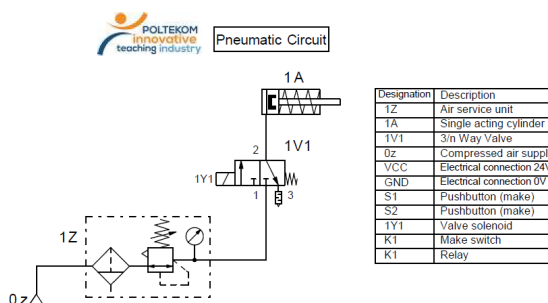 POLTEKOM
innovative
teaching industry
Pneumatic Circuit
1A
2
1V1
1Y1
1
3
1Z
0z
Designation Description
1Z Air service unit
1A Single acting cylinder
1V1 3/n Way Valve
0z Compressed air suppl
VCC Electrical connection 24V
GND Electrical connection 0V
S1 Pushbutton (make)
S2 Pushbutton (make)
1Y1 Valve solenoid
K1 Make switch
K1 Relay